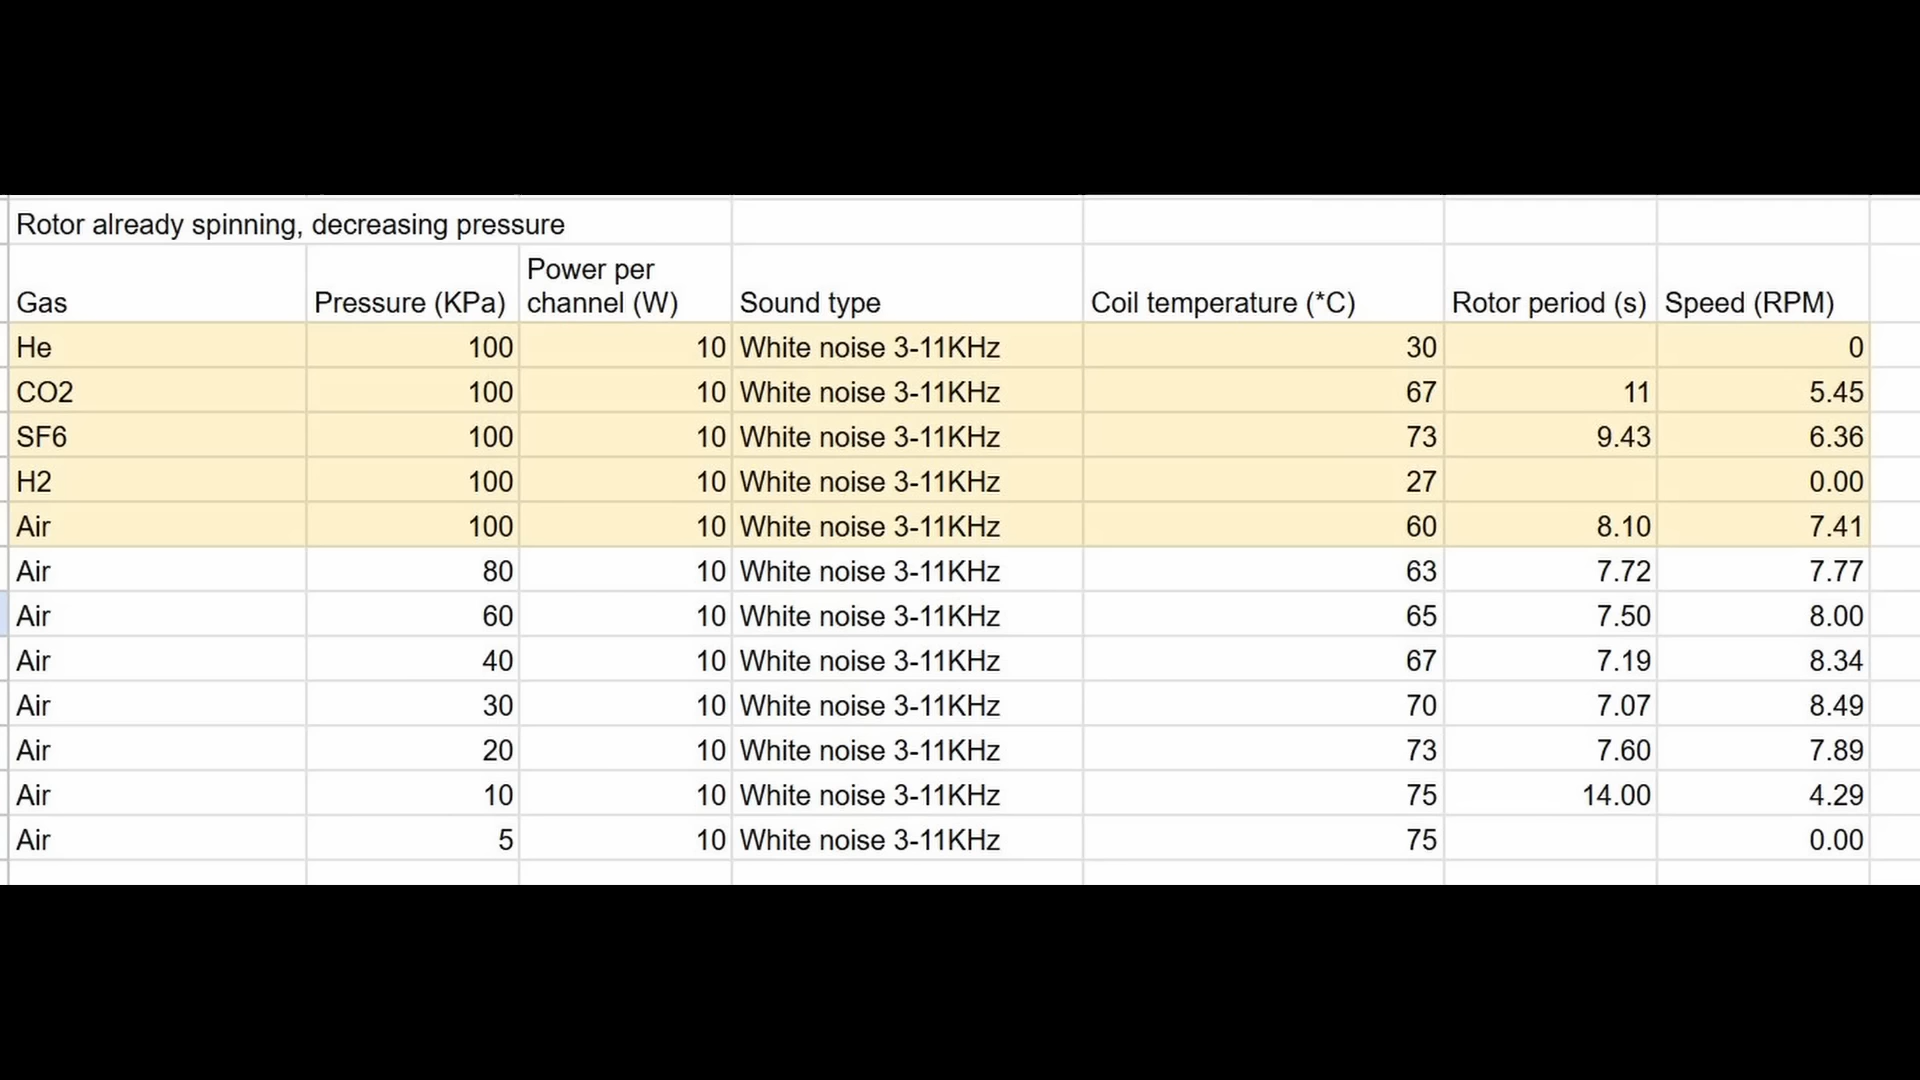 Rotor already spinning, decreasing pressure
Power per
Gas Pressure (KPa) channel (W) Sound type Coil temperature (*C) Rotor period (s) Speed (RPM)
He 100 10 White noise 3-11KHz 30 0
CO2 100 10 White noise 3-11KHz 67 11 5.45
SF6 100 10 White noise 3-11KHz 73 9.43 6.36
H2 100 10 White noise 3-11KHz 27 0.00
Air 100 10 White noise 3-11KHz 60 8.10 7.41
Air 80 10 White noise 3-11KHz 63 7.72 7.77
Air 60 10 White noise 3-11KHz 65 7.50 8.00
Air 40 10 White noise 3-11KHz 67 7.19 8.34
Air 30 10 White noise 3-11KHz 70 7.07 8.49
Air 20 10 White noise 3-11KHz 73 7.60 7.89
Air 10 10 White noise 3-11KHz 75 14.00 4.29
Air 5 10 White noise 3-11KHz 75 0.00